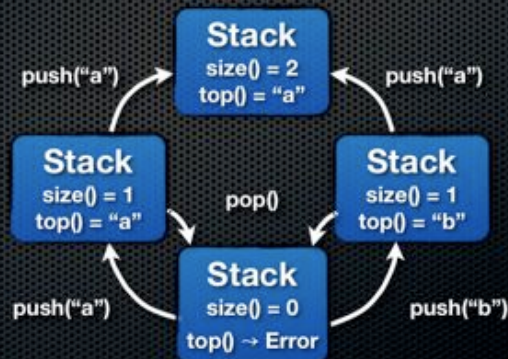 Stack
size() = 2
top() = “a”
push(“a”)
push(“a”)
Stack
size() = 1
top() = “a”
pop()
Stack
size() = 1
top() = “b”
Stack
size() = 0
top() → Error
push(“a”)
push(“b”)